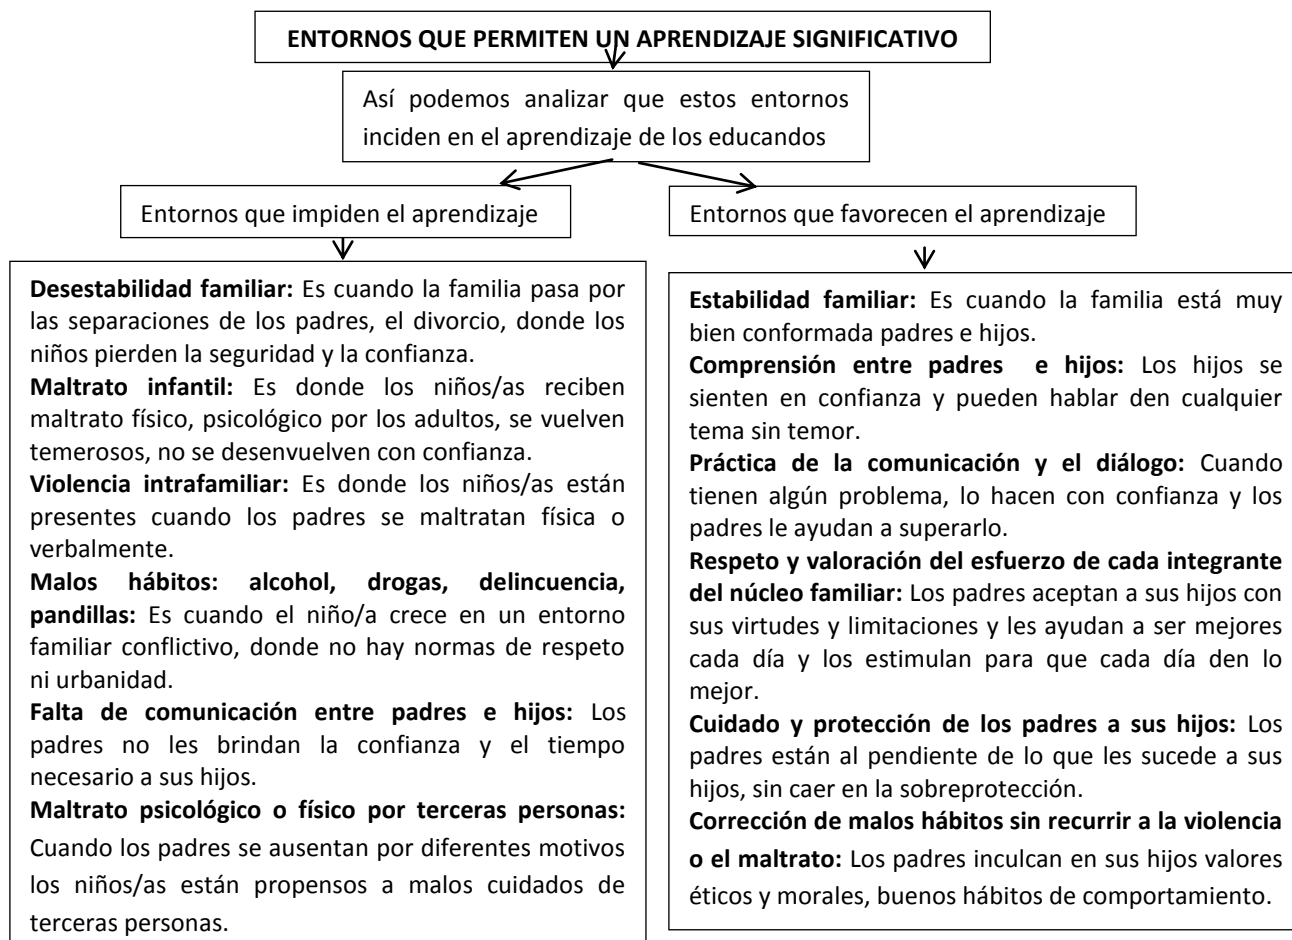 ENTORNOS QUE PERMITEN UN APRENDIZAJE SIGNIFICATIVO
Así podemos analizar que estos entornos
inciden en el aprendizaje de los educandos
Entornos que impiden el aprendizaje
Entornos que favorecen el aprendizaje
Desestabilidad familiar: Es cuando la familia pasa por
las separaciones de los padres, el divorcio, donde los
niños pierden la seguridad y la confianza.
Maltrato infantil: Es donde los niños/as reciben
maltrato físico, psicológico por los adultos, se vuelven
temerosos, no se desenvuelven con confianza.
Violencia intrafamiliar: Es donde los niños/as están
presentes cuando los padres se maltratan física o
verbalmente.
Malos hábitos: alcohol, drogas, delincuencia,
pandillas: Es cuando el niño/a crece en un entorno
familiar conflictivo, donde no hay normas de respeto
ni urbanidad.
Falta de comunicación entre padres e hijos: Los
padres no les brindan la confianza y el tiempo
necesario a sus hijos.
Maltrato psicológico o físico por terceras personas:
Cuando los padres se ausentan por diferentes motivos
los niños/as están propensos a malos cuidados de
terceras personas.
Estabilidad familiar: Es cuando la familia está muy
bien conformada padres e hijos.
Comprensión entre padres e hijos: Los hijos se
sienten en confianza y pueden hablar den cualquier
tema sin temor.
Práctica de la comunicación y el diálogo: Cuando
tienen algún problema, lo hacen con confianza y los
padres le ayudan a superarlo.
Respeto y valoración del esfuerzo de cada integrante
del núcleo familiar: Los padres aceptan a sus hijos con
sus virtudes y limitaciones y les ayudan a ser mejores
cada día y los estimulan para que cada día den lo
mejor.
Cuidado y protección de los padres a sus hijos: Los
padres están al pendiente de lo que les sucede a sus
hijos, sin caer en la sobreprotección.
Corrección de malos hábitos sin recurrir a la violencia
o el maltrato: Los padres inculcan en sus hijos valores
éticos y morales, buenos hábitos de comportamiento.